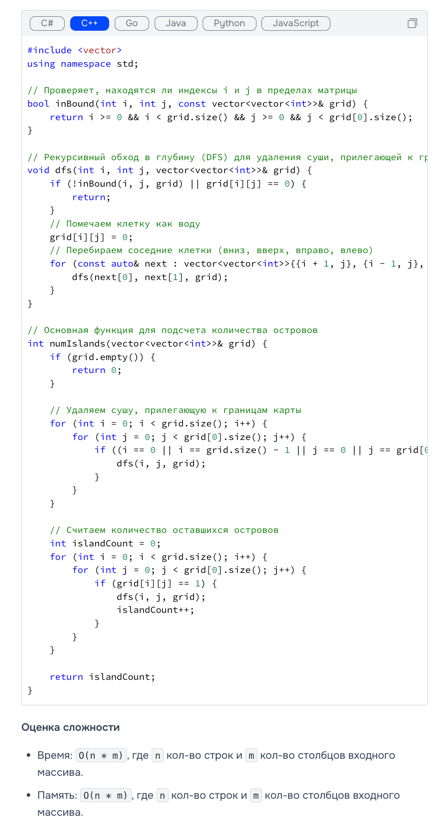 C# C++ Go Java Python JavaScript
#include <vector>
using namespace std;
// Проверяет, находятся ли индексы i и j в пределах матрицы
bool inBound(int i, int j, const vector<vector<int>>& grid) {
    return i >= 0 && i < grid.size() && j >= 0 && j < grid[0].size();
}
// Рекурсивный обход в глубину (DFS) для удаления суши, прилегающей к гр
void dfs(int i, int j, vector<vector<int>>& grid) {
    if (!inBound(i, j, grid) || grid[i][j] == 0) {
        return;
    }
    // Помечаем клетку как воду
    grid[i][j] = 0;
    // Перебираем соседние клетки (вниз, вверх, вправо, влево)
    for (const auto& next : vector<vector<int>>{{i + 1, j}, {i - 1, j},
        dfs(next[0], next[1], grid);
    }
}
// Основная функция для подсчета количества островов
int numIslands(vector<vector<int>>& grid) {
    if (grid.empty()) {
        return 0;
    }
    // Удаляем сушу, прилегающую к границам карты
    for (int i = 0; i < grid.size(); i++) {
        for (int j = 0; j < grid[0].size(); j++) {
            if ((i == 0 || i == grid.size() - 1 || j == 0 || j == grid[0
                dfs(i, j, grid);
            }
        }
    }
    // Считаем количество оставшихся островов
    int islandCount = 0;
    for (int i = 0; i < grid.size(); i++) {
        for (int j = 0; j < grid[0].size(); j++) {
            if (grid[i][j] == 1) {
                dfs(i, j, grid);
                islandCount++;
            }
        }
    }
    return islandCount;
}
Оценка сложности
• Время: O(n * m), где n кол-во строк и m кол-во столбцов входного
массива.
• Память: O(n * m), где n кол-во строк и m кол-во столбцов входного
массива.